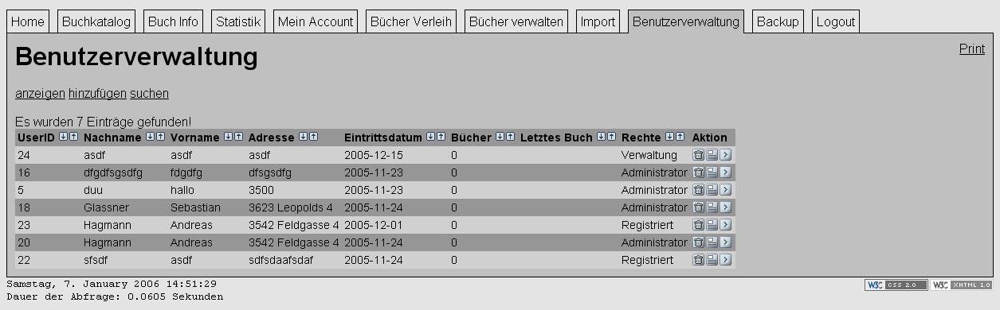 Home Buchkatalog Buch Info Statistik Mein Account Bücher Verleih Bücher verwalten Import Benutzerverwaltung Backup Logout
Print
Benutzerverwaltung
anzeigen hinzufügen suchen
Es wurden 7 Einträge gefunden!
UserID Nachname Vorname Adresse Eintrittsdatum Bücher Letztes Buch Rechte Aktion
24 asdf asdf asdf 2005-12-15 0 Verwaltung
16 dfgdfsgsdfg fdgdfg dfsgsdfg 2005-11-23 0 Administrator
5 duu hallo 3500 2005-11-23 0 Administrator
18 Glassner Sebastian 3623 Leopolds 4 2005-11-24 0 Administrator
23 Hagmann Andreas 3542 Feldgasse 4 2005-12-01 0 Registriert
20 Hagmann Andreas 3542 Feldgasse 4 2005-11-24 0 Administrator
22 sfsdf asdf sdfsdaafsdaf 2005-11-24 0 Registriert
Samstag, 7. January 2006 14:51:29
W3C CSS 2.0 W3C XHTML 1.0
Dauer der Abfrage: 0.0605 Sekunden